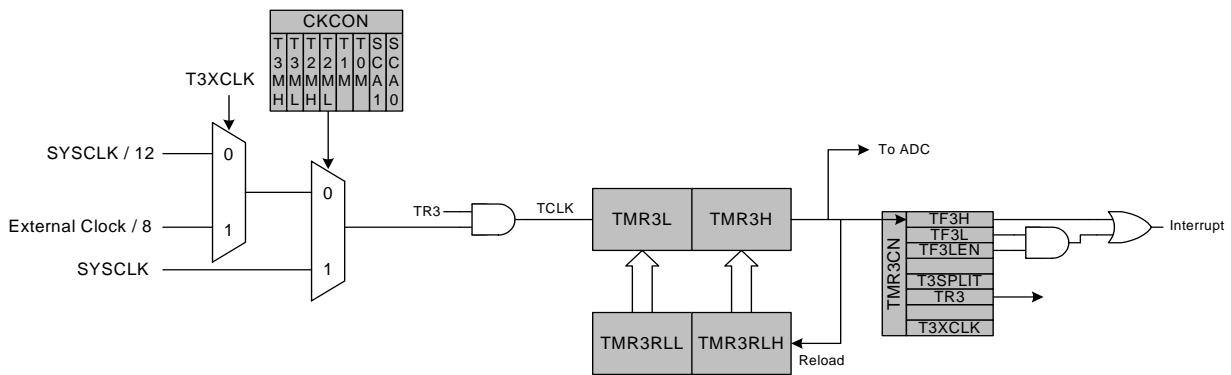 CKCON
T3MH
T3ML
T2MH
T2ML
T1M
T0M
SCA1
SCA0
T3XCLK
SYSCLK / 12
0
External Clock / 8
1
SYSCLK
0
1
TR3
TCLK
TMR3L
TMR3H
To ADC
TMR3RLL
TMR3RLH
Reload
TMR3CN
TF3H
TF3L
TF3LEN
T3SPLIT
TR3
T3XCLK
Interrupt